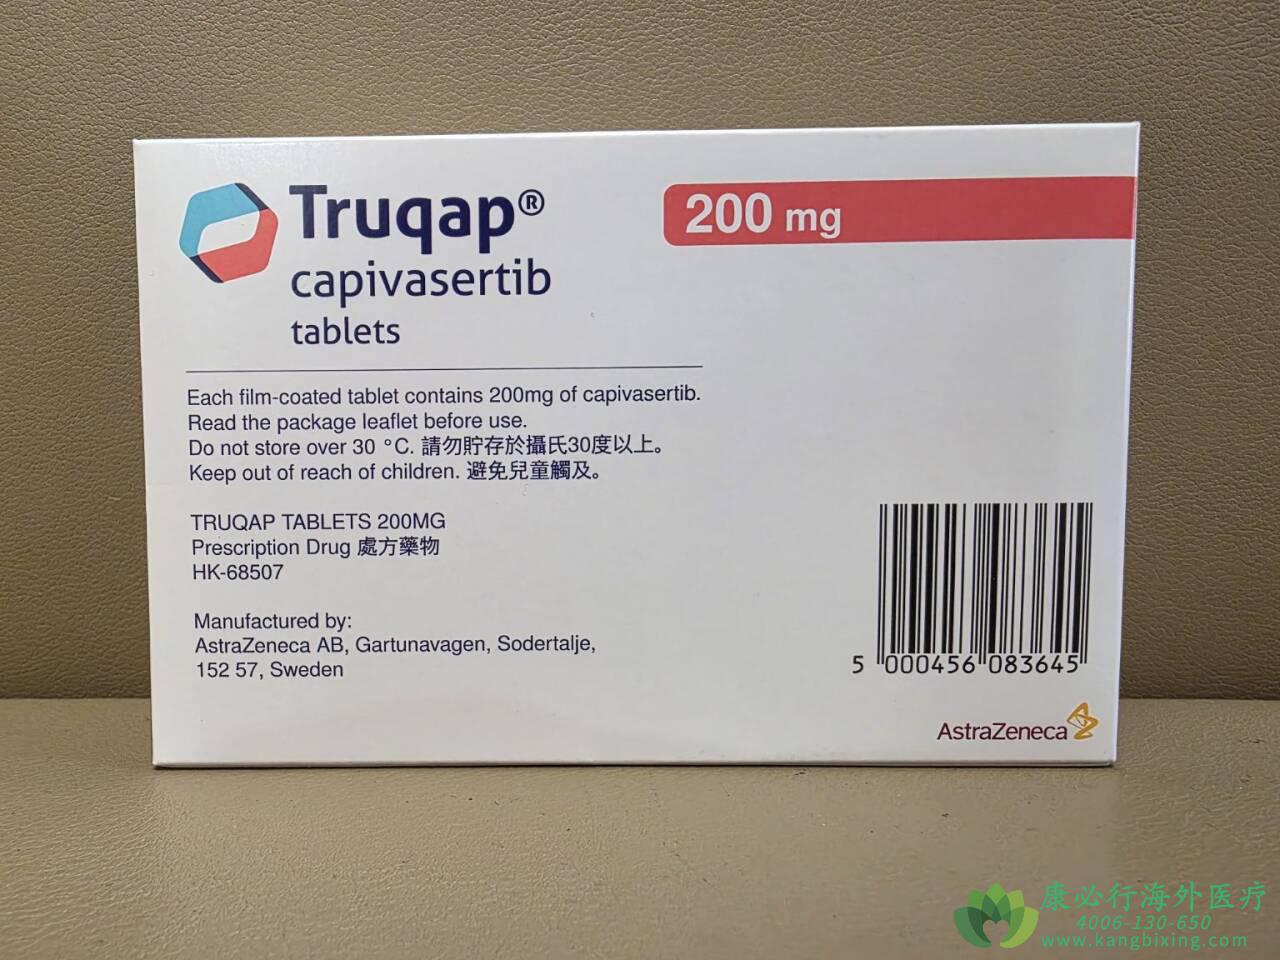 Truqap®
200 mg
capivasertib
tablets
Each film-coated tablet contains 200mg of capivasertib.
Read the package leaflet before use.
Do not store over 30 °C. 請勿貯存於攝氏30度以上。
Keep out of reach of children. 避免兒童觸及。
TRUQAP TABLETS 200MG
Prescription Drug 處方藥物
HK-68507
Manufactured by:
AstraZeneca AB, Gartunavagen, Sodertalje,
152 57, Sweden
5 000456 083645
AstraZeneca
康必行海外医疗
4006-130-650
www.kangbixing.com